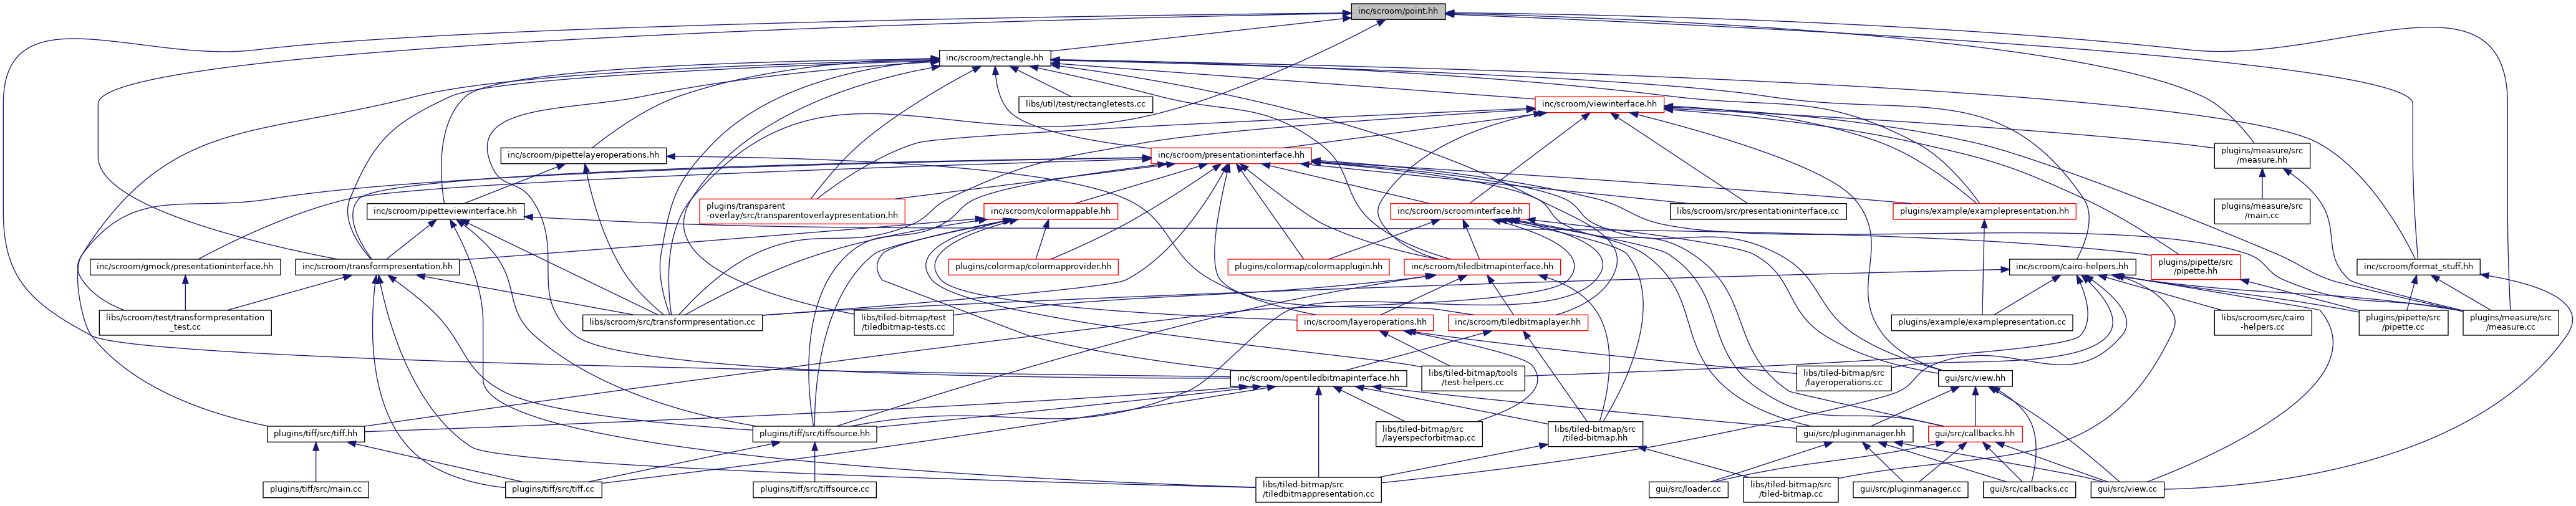 inc/scroom/point.hh
inc/scroom/rectangle.hh
libs/util/test/rectangletests.cc
inc/scroom/viewinterface.hh
inc/scroom/pipettelayeroperations.hh
inc/scroom/presentationinterface.hh
plugins/measure/src
/measure.hh
inc/scroom/pipetteviewinterface.hh
plugins/transparent
-overlay/src/transparentoverlaypresentation.hh
inc/scroom/colormappable.hh
inc/scroom/scroominterface.hh
libs/scroom/src/presentationinterface.cc
plugins/example/examplepresentation.hh
plugins/measure/src
/main.cc
inc/scroom/gmock/presentationinterface.hh
inc/scroom/transformpresentation.hh
plugins/colormap/colormapprovider.hh
plugins/colormap/colormapplugin.hh
inc/scroom/tiledbitmapinterface.hh
inc/scroom/cairo-helpers.hh
plugins/pipette/src
/pipette.hh
inc/scroom/format_stuff.hh
libs/scroom/test/transformpresentation
_test.cc
libs/scroom/src/transformpresentation.cc
libs/tiled-bitmap/test
/tiledbitmap-tests.cc
inc/scroom/layeroperations.hh
inc/scroom/tiledbitmaplayer.hh
plugins/example/examplepresentation.cc
libs/scroom/src/cairo
-helpers.cc
plugins/pipette/src
/pipette.cc
plugins/measure/src
/measure.cc
inc/scroom/opentiledbitmapinterface.hh
libs/tiled-bitmap/tools
/test-helpers.cc
libs/tiled-bitmap/src
/layeroperations.cc
gui/src/view.hh
plugins/tiff/src/tiff.hh
plugins/tiff/src/tiffsource.hh
libs/tiled-bitmap/src
/layerspecforbitmap.cc
libs/tiled-bitmap/src
/tiled-bitmap.hh
gui/src/pluginmanager.hh
gui/src/callbacks.hh
plugins/tiff/src/main.cc
plugins/tiff/src/tiff.cc
plugins/tiff/src/tiffsource.cc
libs/tiled-bitmap/src
/tiledbitmappresentation.cc
gui/src/loader.cc
libs/tiled-bitmap/src
/tiled-bitmap.cc
gui/src/pluginmanager.cc
gui/src/callbacks.cc
gui/src/view.cc